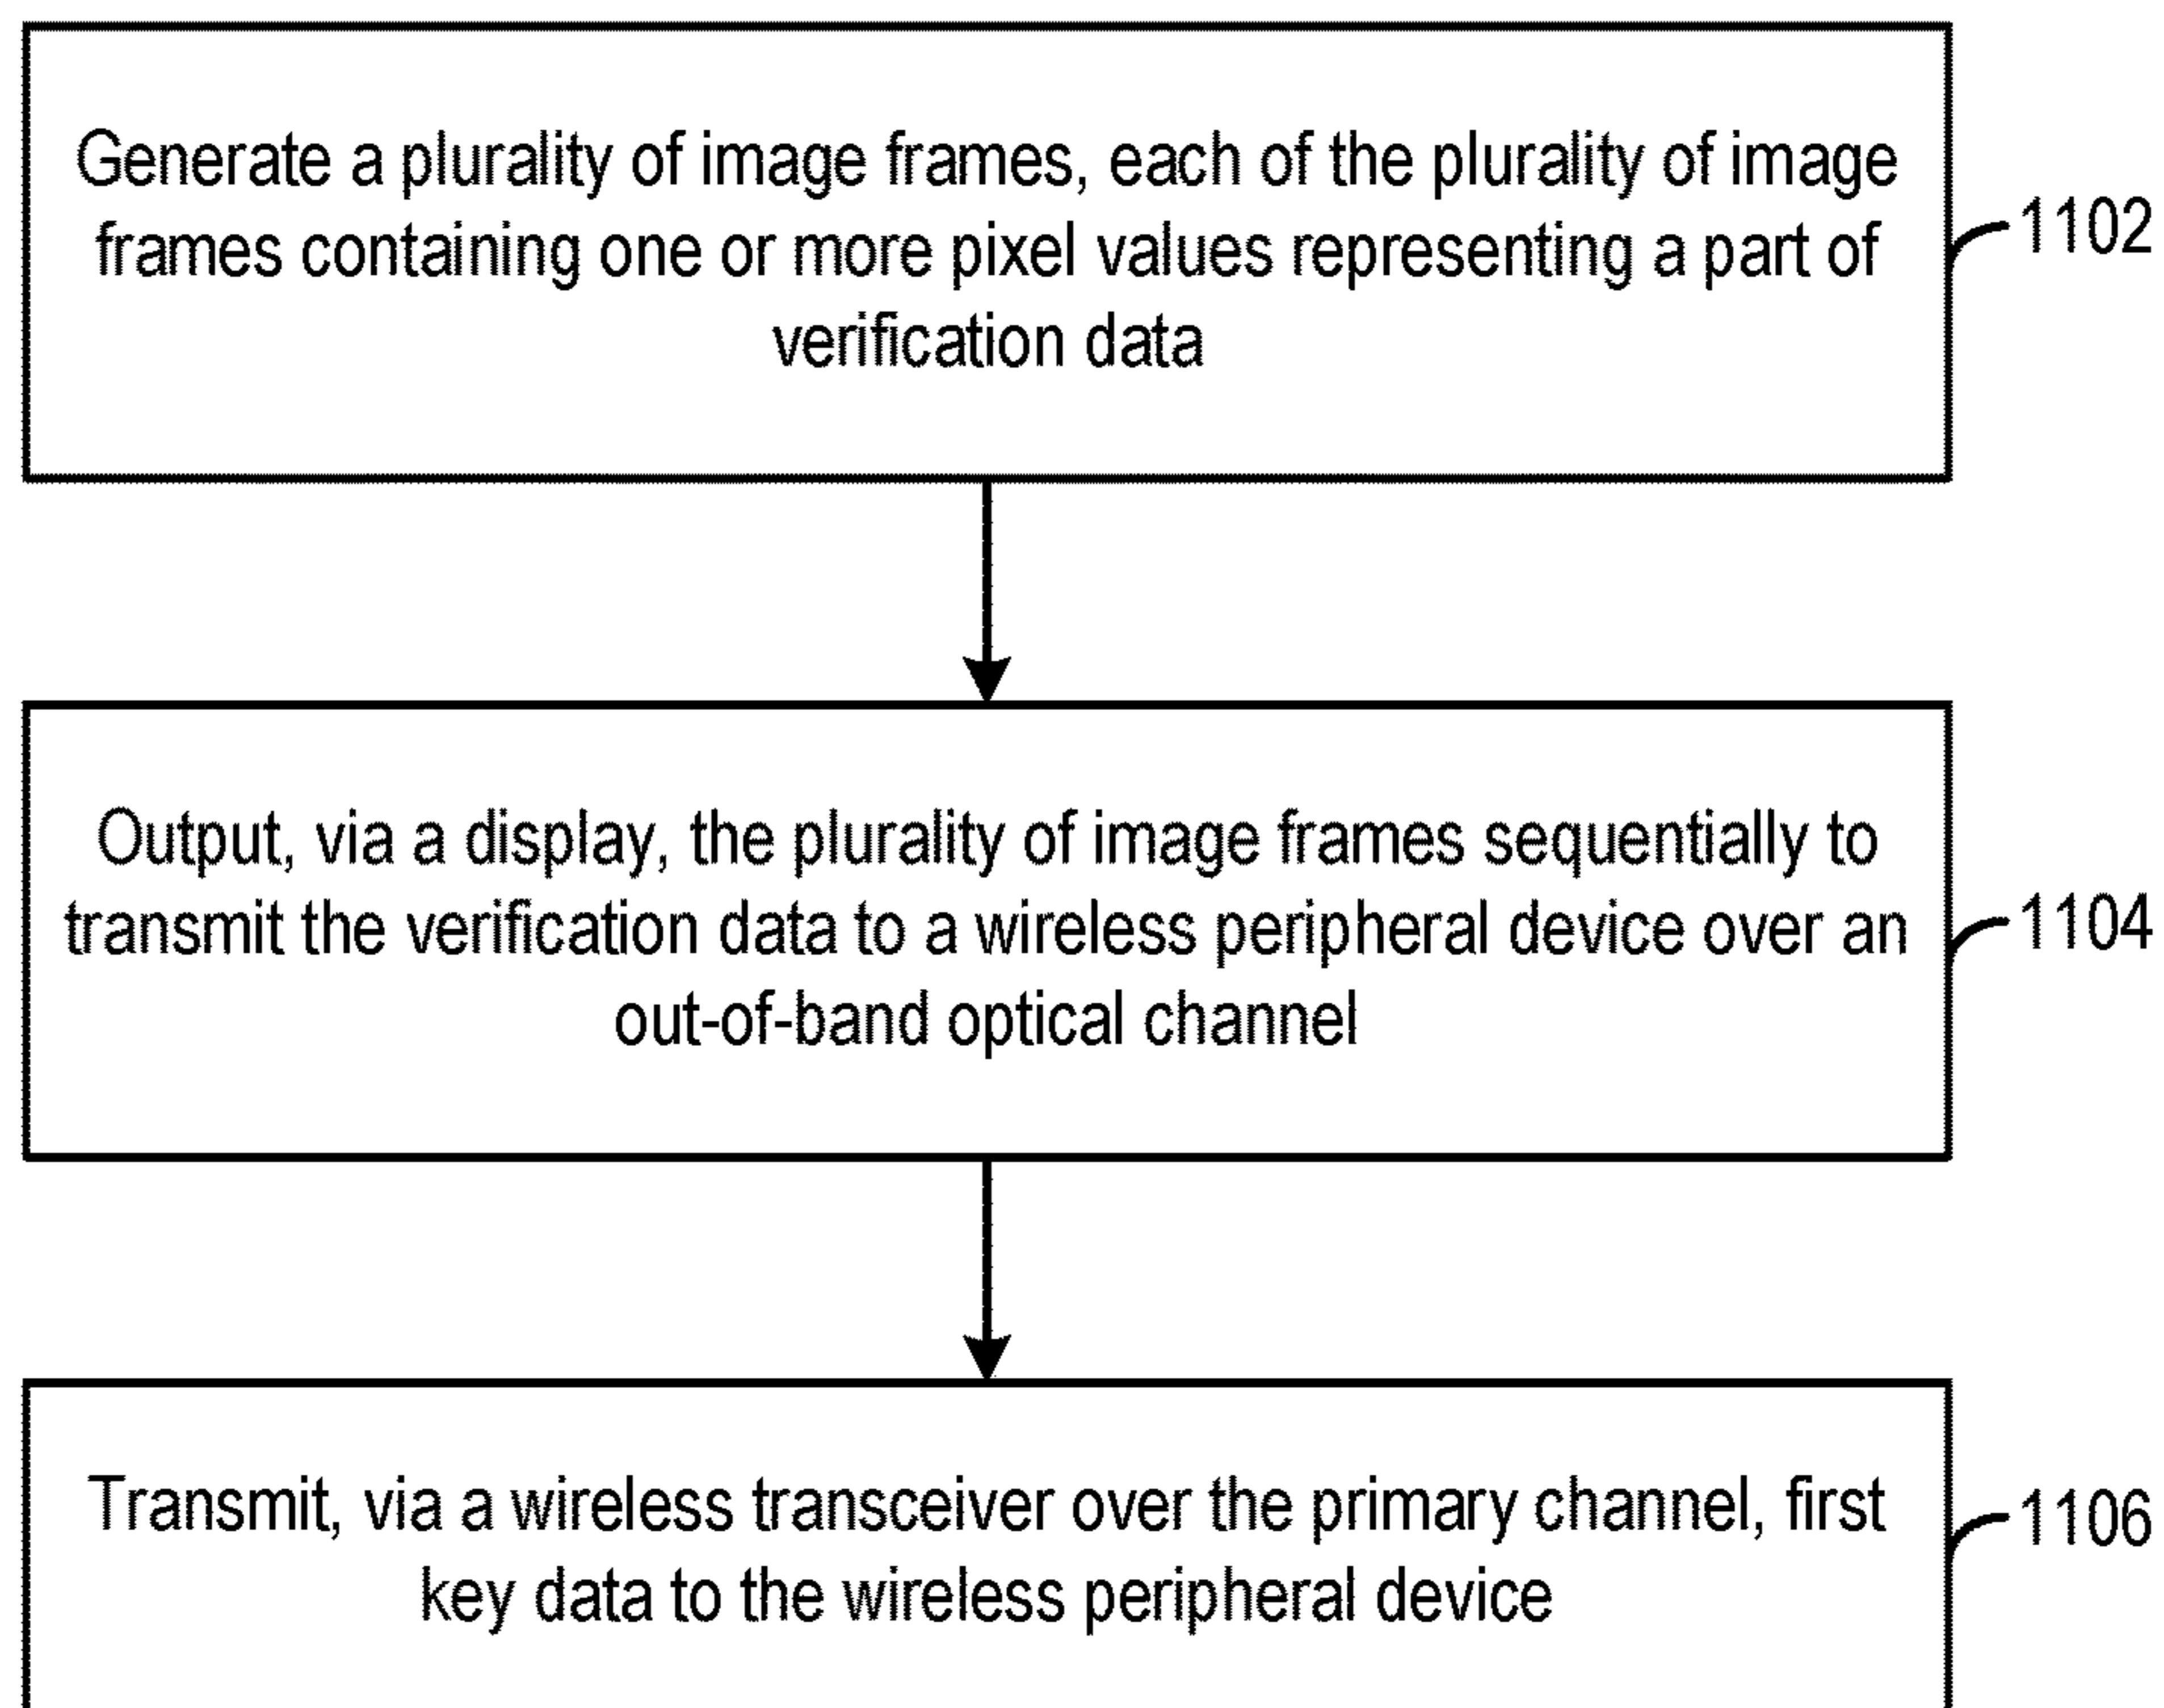 Generate a plurality of image frames, each of the plurality of image
frames containing one or more pixel values representing a part of
verification data
1102
Output, via a display, the plurality of image frames sequentially to
transmit the verification data to a wireless peripheral device over an
out-of-band optical channel
1104
Transmit, via a wireless transceiver over the primary channel, first
key data to the wireless peripheral device
1106